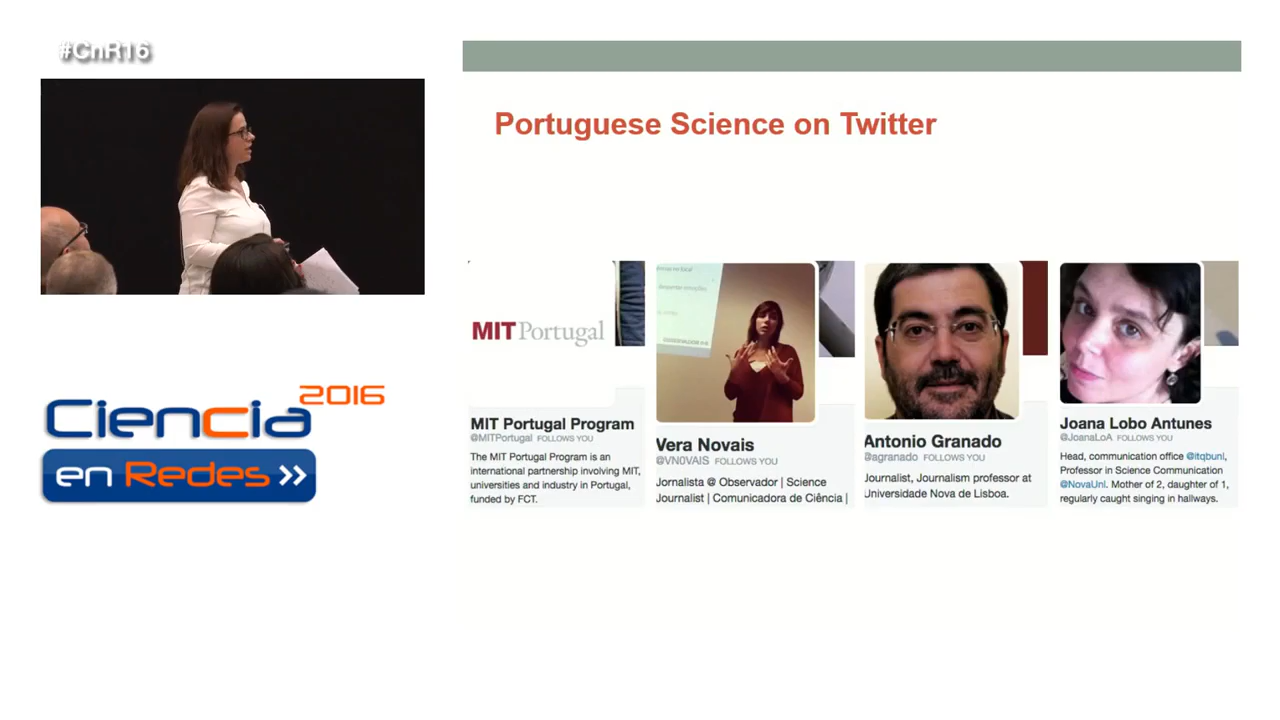 #CnR16
Portuguese Science on Twitter
MIT Portugal
MIT Portugal Program
@MITPortugal FOLLOWS YOU
The MIT Portugal Program is an
international partnership involving MIT,
universities and industry in Portugal,
funded by FCT.
Vera Novais
@VN0VAIS FOLLOWS YOU
Jornalista @ Observador | Science
Journalist | Comunicadora de Ciência |
Antonio Granado
@agranado FOLLOWS YOU
Journalist, Journalism professor at
Universidade Nova de Lisboa.
Joana Lobo Antunes
@JoanaLoA FOLLOWS YOU
Head, communication office @itqbunl,
Professor in Science Communication
@NovaUnl. Mother of 2, daughter of 1,
regularly caught singing in hallways.
Ciencia 2016
en Redes >>